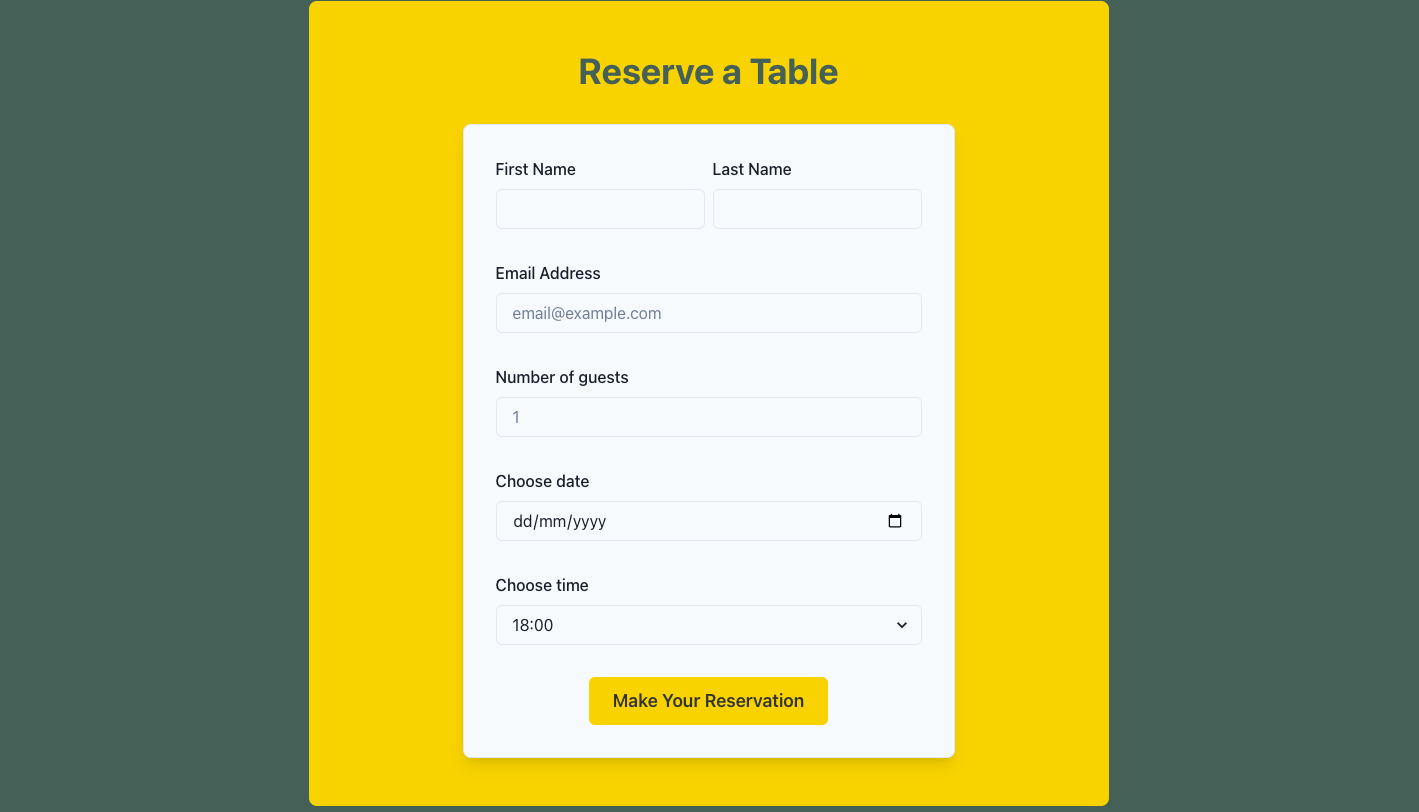 Reserve a Table
First Name
Last Name
Email Address
email@example.com
Number of guests
1
Choose date
dd/mm/yyyy
Choose time
18:00
Make Your Reservation